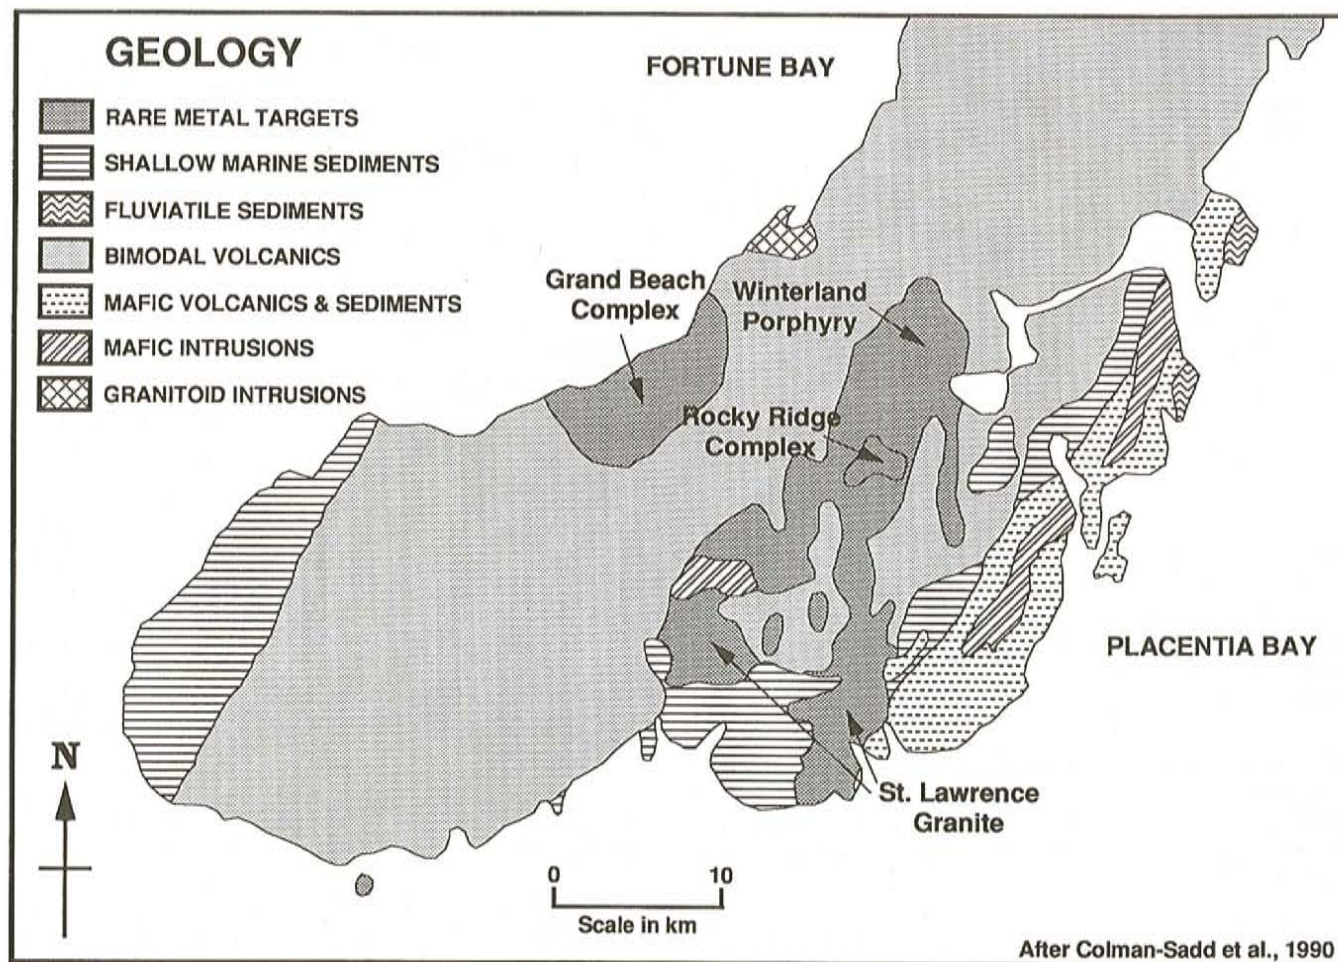 GEOLOGY
RARE METAL TARGETS
SHALLOW MARINE SEDIMENTS
FLUVIATILE SEDIMENTS
BIMODAL VOLCANICS
MAFIC VOLCANICS & SEDIMENTS
MAFIC INTRUSIONS
GRANITOID INTRUSIONS
FORTUNE BAY
Grand Beach
Complex
Winterland
Porphyry
Rocky Ridge
Complex
PLACENTIA BAY
St. Lawrence
Granite
N
0 10
Scale in km
After Colman-Sadd et al., 1990